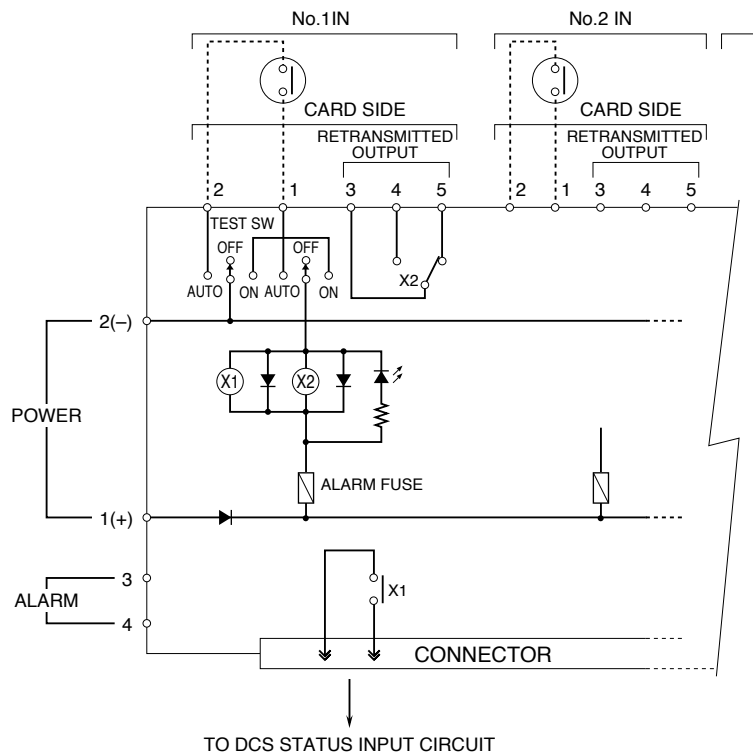 No.1IN
No.2 IN
CARD SIDE
CARD SIDE
RETRANSMITTED
OUTPUT
RETRANSMITTED
OUTPUT
2 1 3 4 5
2 1 3 4 5
TEST SW
OFF OFF
AUTO ON AUTO ON
X2
2(–)
X1 X2
POWER
ALARM FUSE
1(+)
3
X1
ALARM
4
CONNECTOR
TO DCS STATUS INPUT CIRCUIT